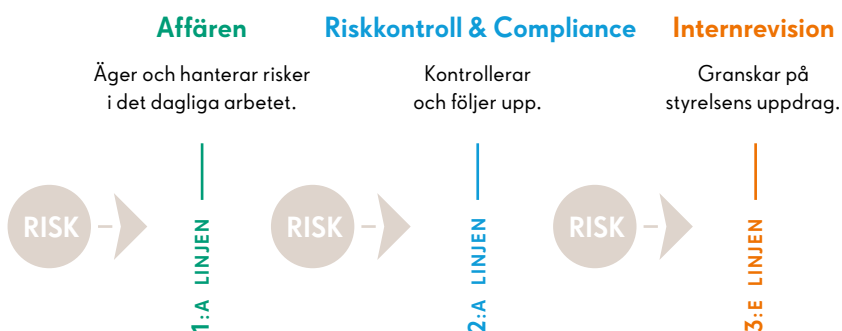 Affären
Äger och hanterar risker
i det dagliga arbetet.
Riskkontroll & Compliance
Kontrollerar
och följer upp.
Internrevision
Granskar på
styrelsens uppdrag.
RISK
1:A LINJEN
RISK
2:A LINJEN
RISK
3:E LINJEN